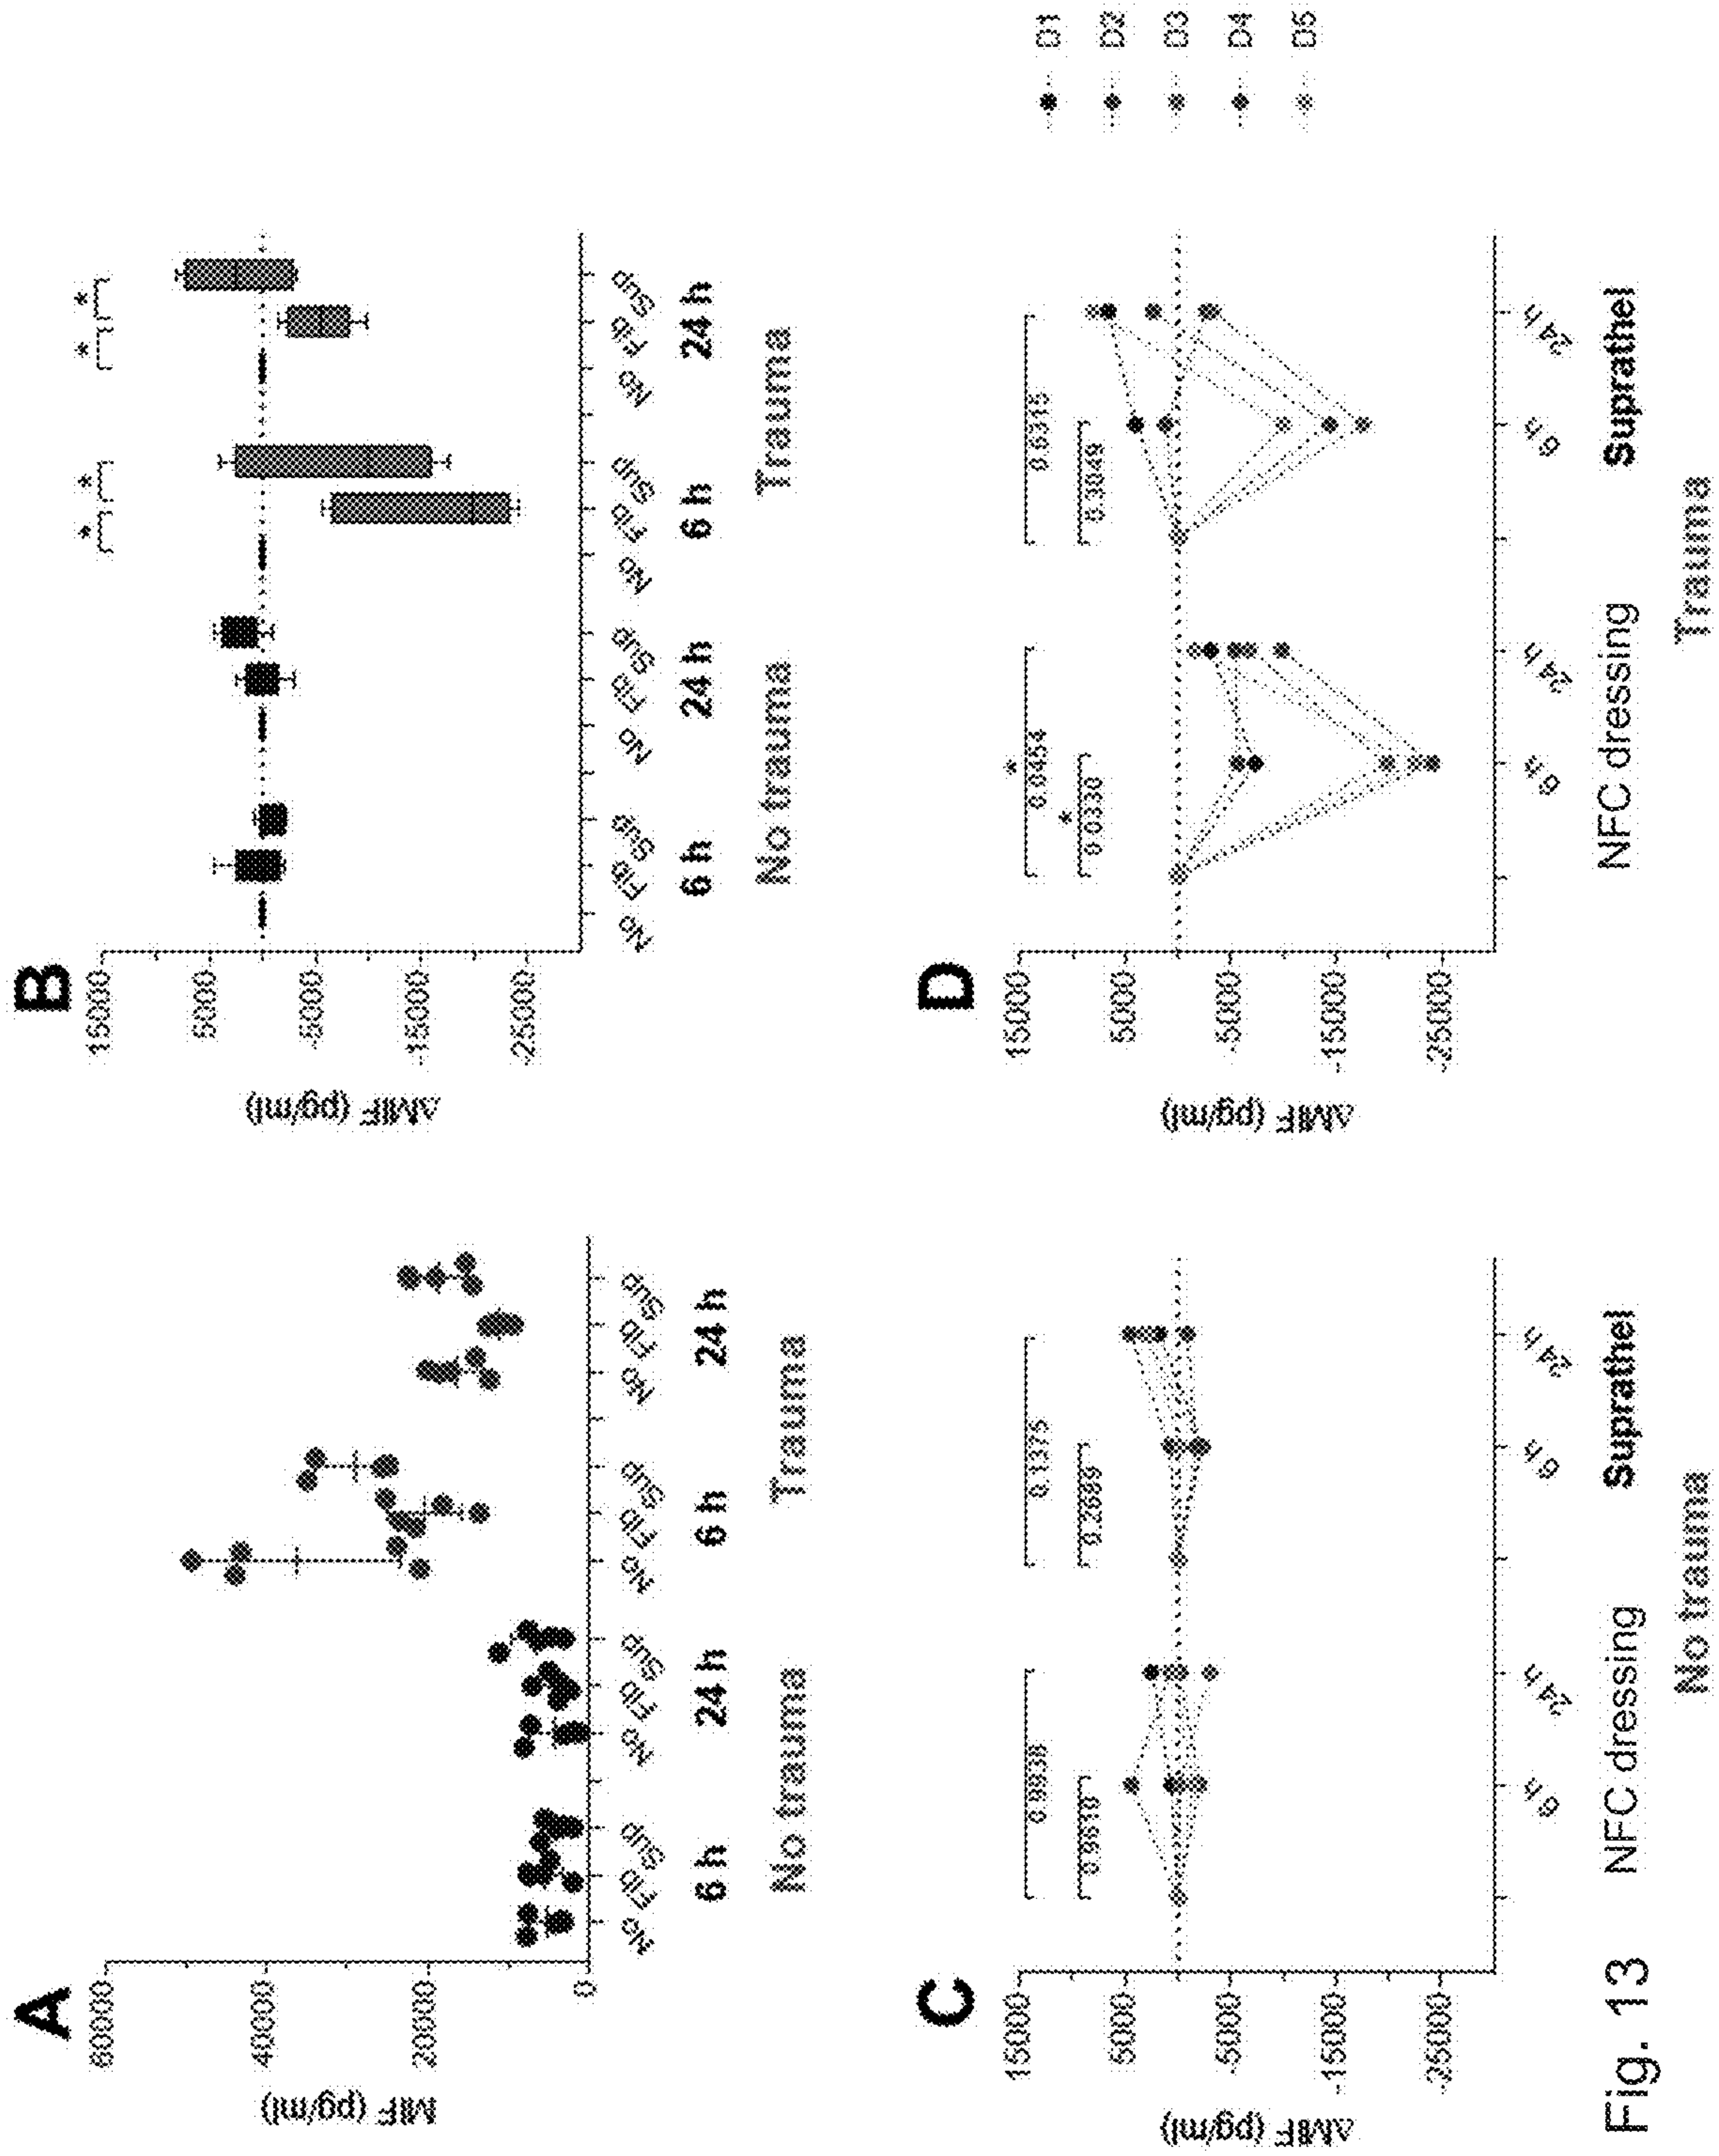 A
MIF (pg/ml)
60000
40000
20000
0
No Fib Sup No Fib Sup No Fib Sup No Fib Sup
6 h 24 h 6 h 24 h
No trauma Trauma
B
ΔMIF (pg/ml)
15000
5000
-5000
-15000
-25000
* * * *
No Fib Sup No Fib Sup No Fib Sup No Fib Sup
6 h 24 h 6 h 24 h
No trauma Trauma
C
ΔMIF (pg/ml)
15000
5000
-5000
-15000
-25000
0.9938 0.1375
0.9619 0.2699
6 h 24 h 6 h 24 h
NFC dressing Suprathel
No trauma
D
ΔMIF (pg/ml)
15000
5000
-5000
-15000
-25000
*
0.0454 0.6315
*
0.0330 0.3049
6 h 24 h 6 h 24 h
NFC dressing Suprathel
Trauma
D1
D2
D3
D4
D5
Fig. 13